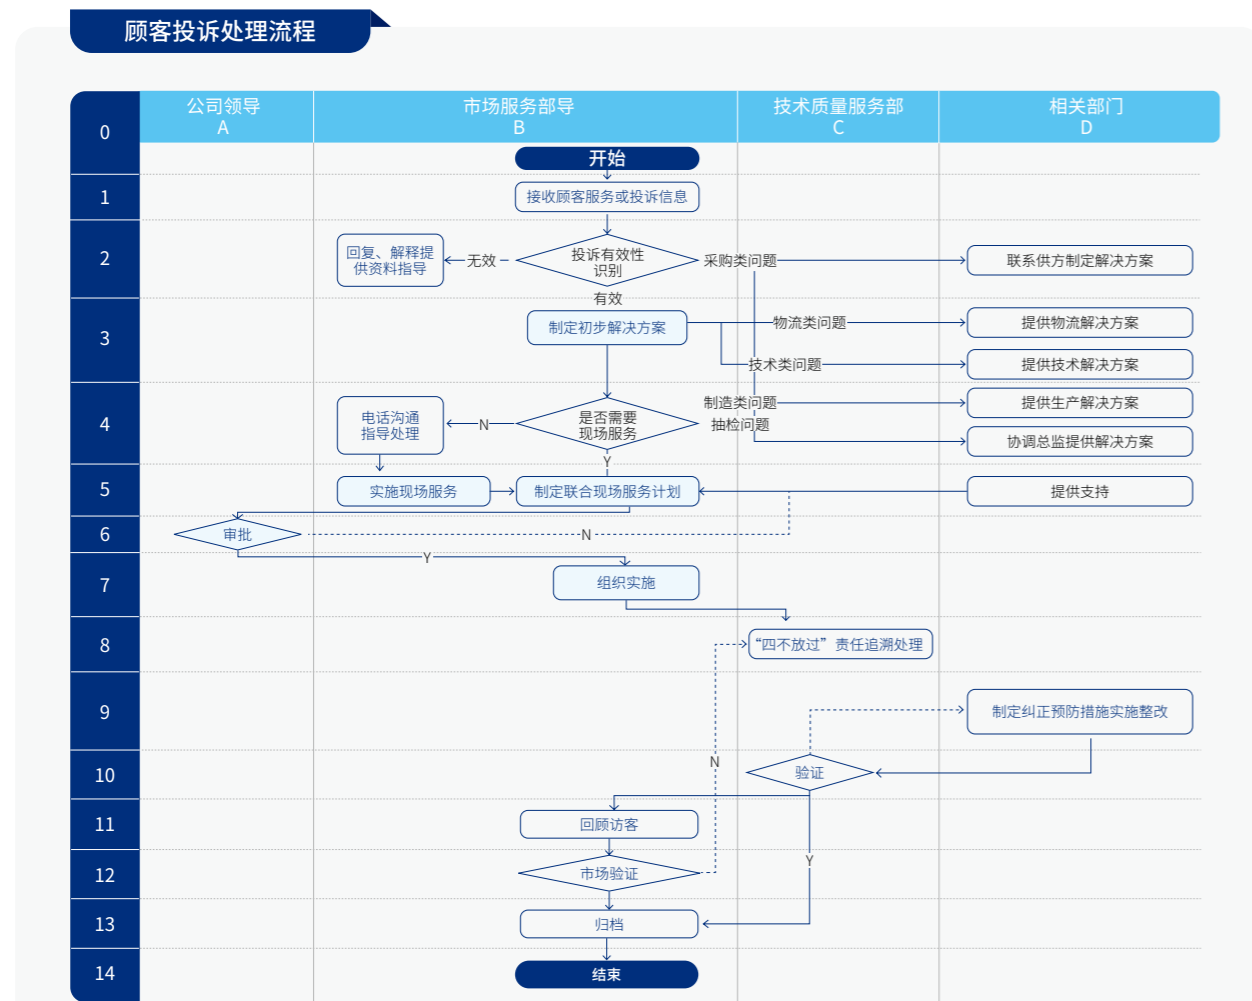 顾客投诉处理流程
0
公司领导
A
市场服务部导
B
技术质量服务部
C
相关部门
D
开始
1
接收顾客服务或投诉信息
2
回复、解释提
供资料指导
无效
投诉有效性
识别
采购类问题
联系供方制定解决方案
有效
3
制定初步解决方案
物流类问题
提供物流解决方案
技术类问题
提供技术解决方案
4
电话沟通
指导处理
N
是否需要
现场服务
制造类问题
抽检问题
提供生产解决方案
协调总监提供解决方案
Y
5
实施现场服务
制定联合现场服务计划
提供支持
6
审批
N
Y
7
组织实施
8
“四不放过”责任追溯处理
9
制定纠正预防措施实施整改
N
10
验证
11
回顾访客
Y
12
市场验证
13
归档
14
结束